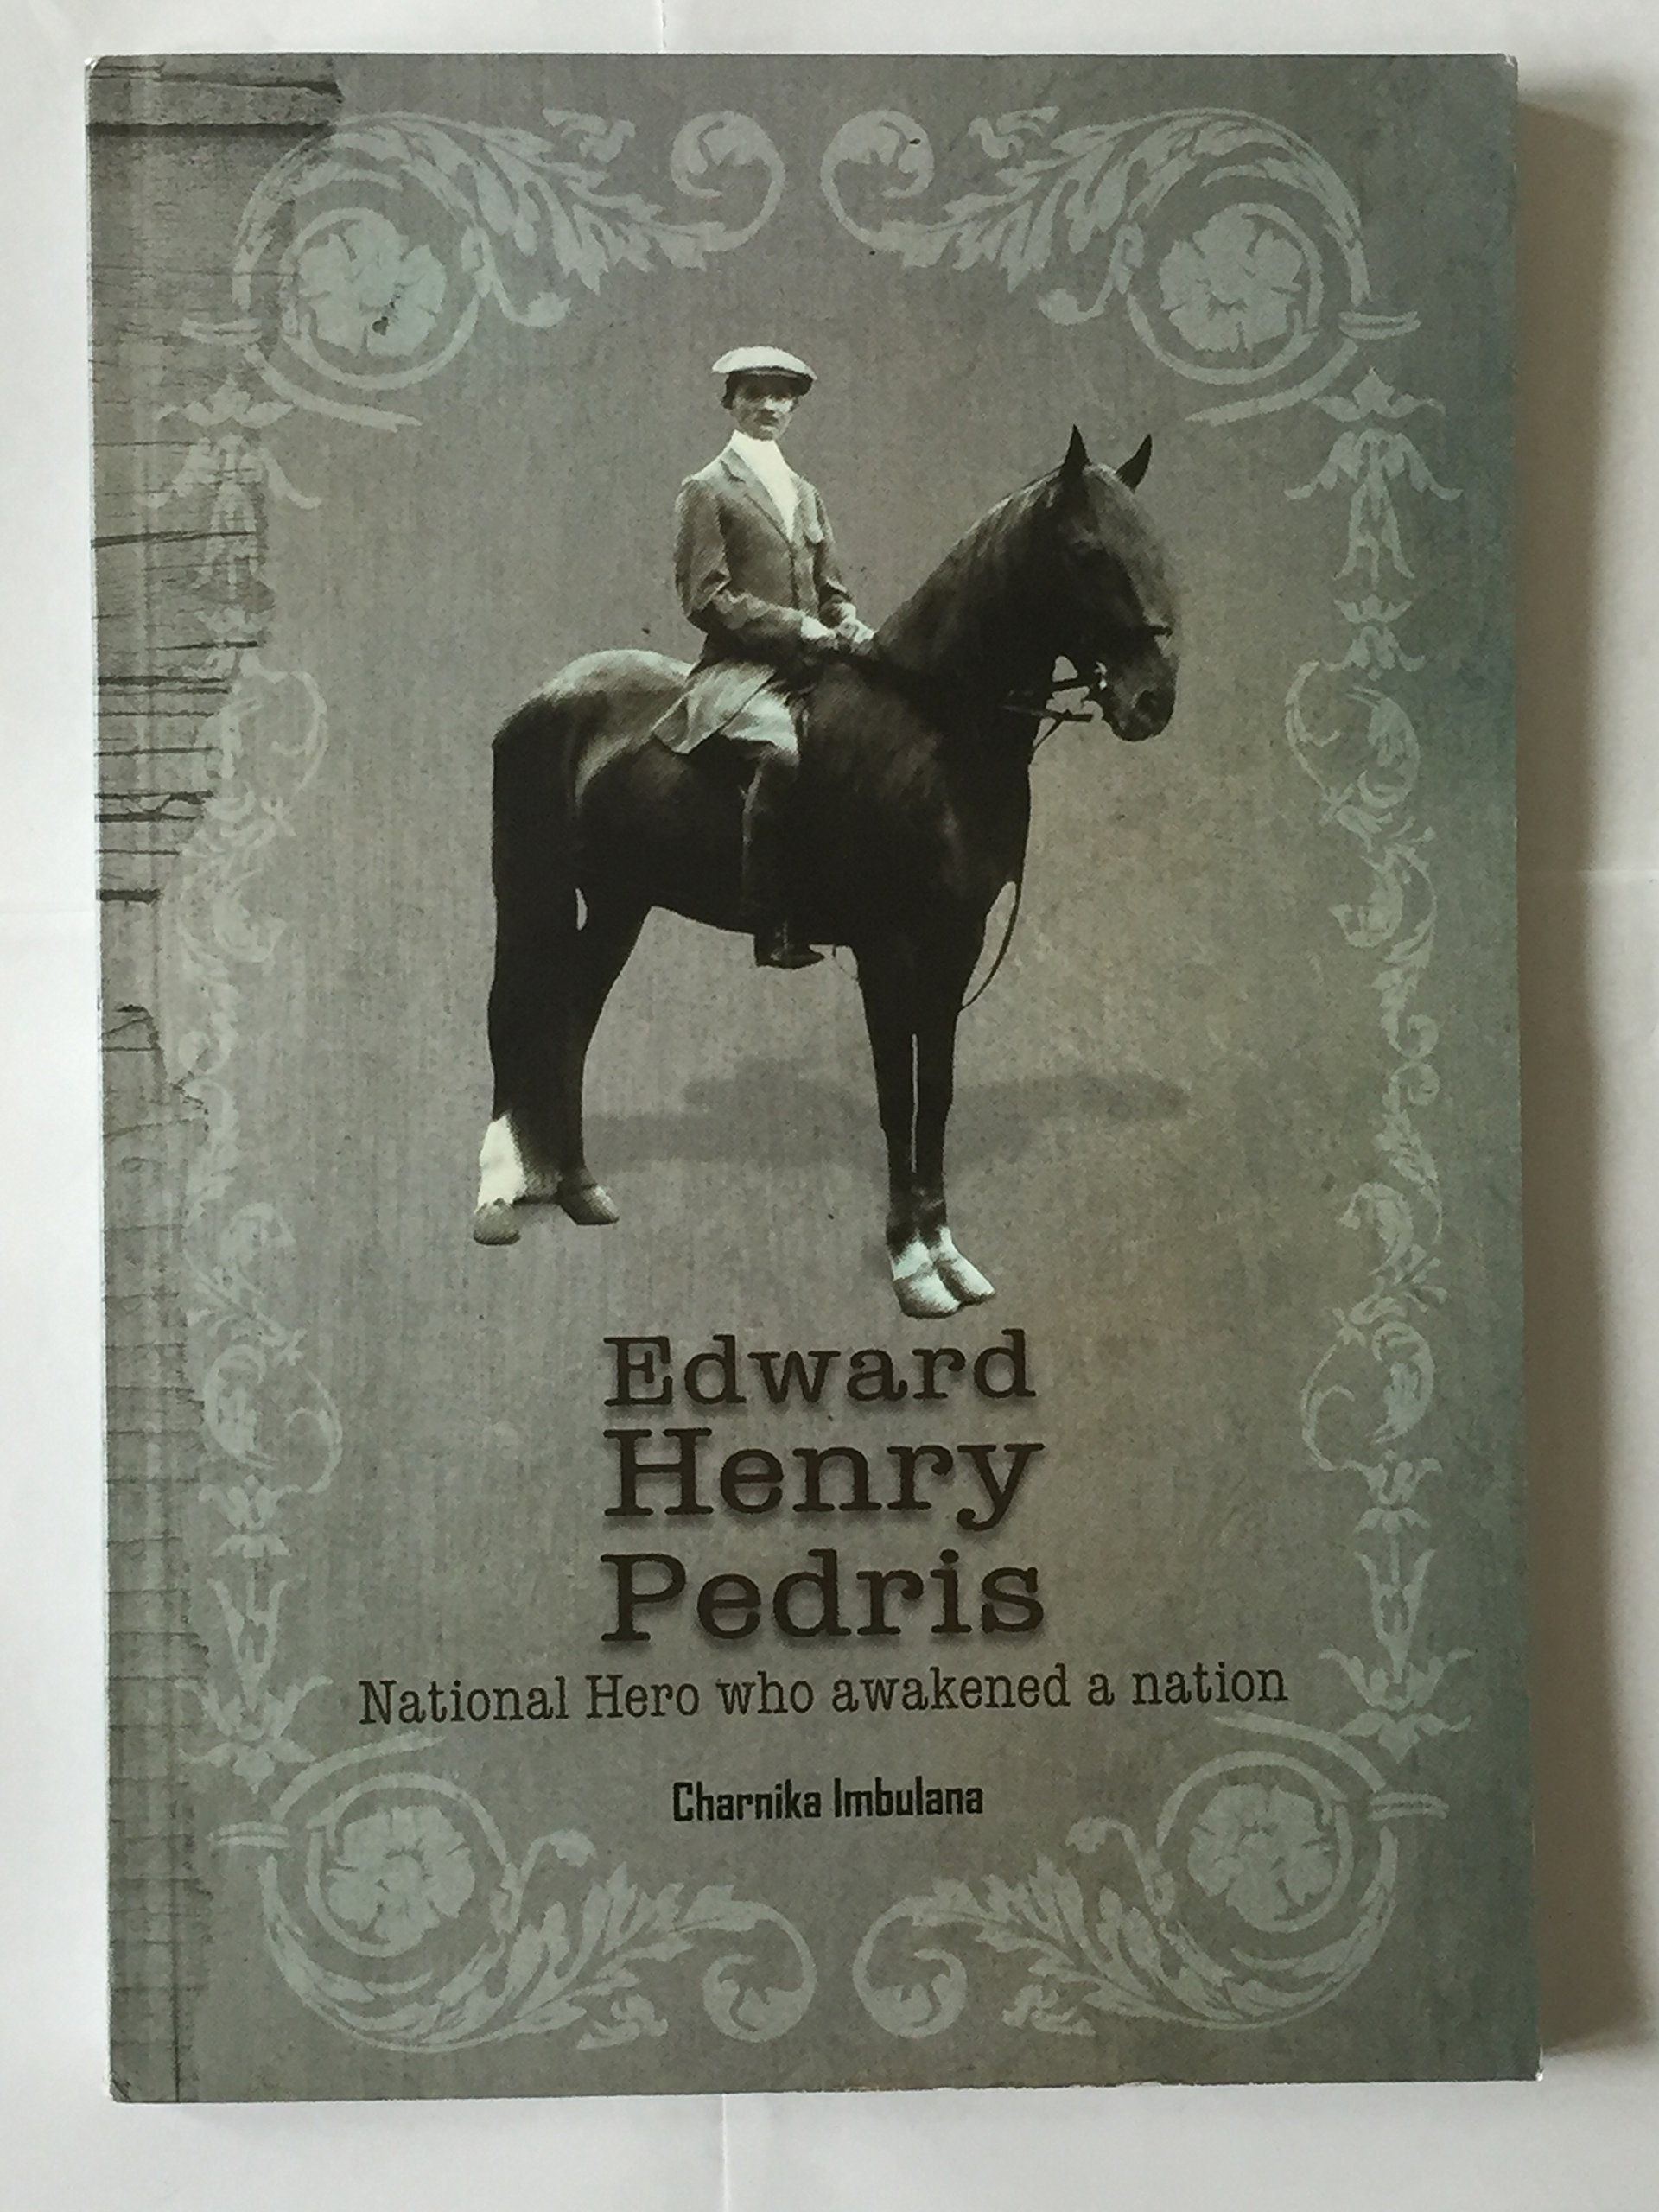 Edward
Henry
Pedris
National Hero who awakened a nation
Charnika Imbulana